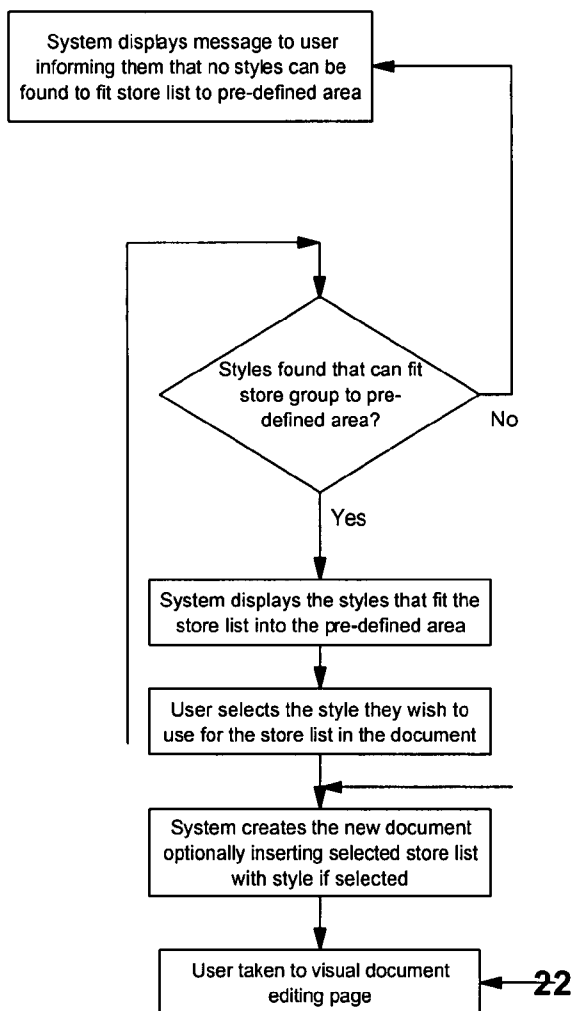 System displays message to user
informing them that no styles can be
found to fit store list to pre-defined area
Styles found that can fit
store group to pre-
defined area?
No
Yes
System displays the styles that fit the
store list into the pre-defined area
User selects the style they wish to
use for the store list in the document
System creates the new document
optionally inserting selected store list
with style if selected
User taken to visual document
editing page
22